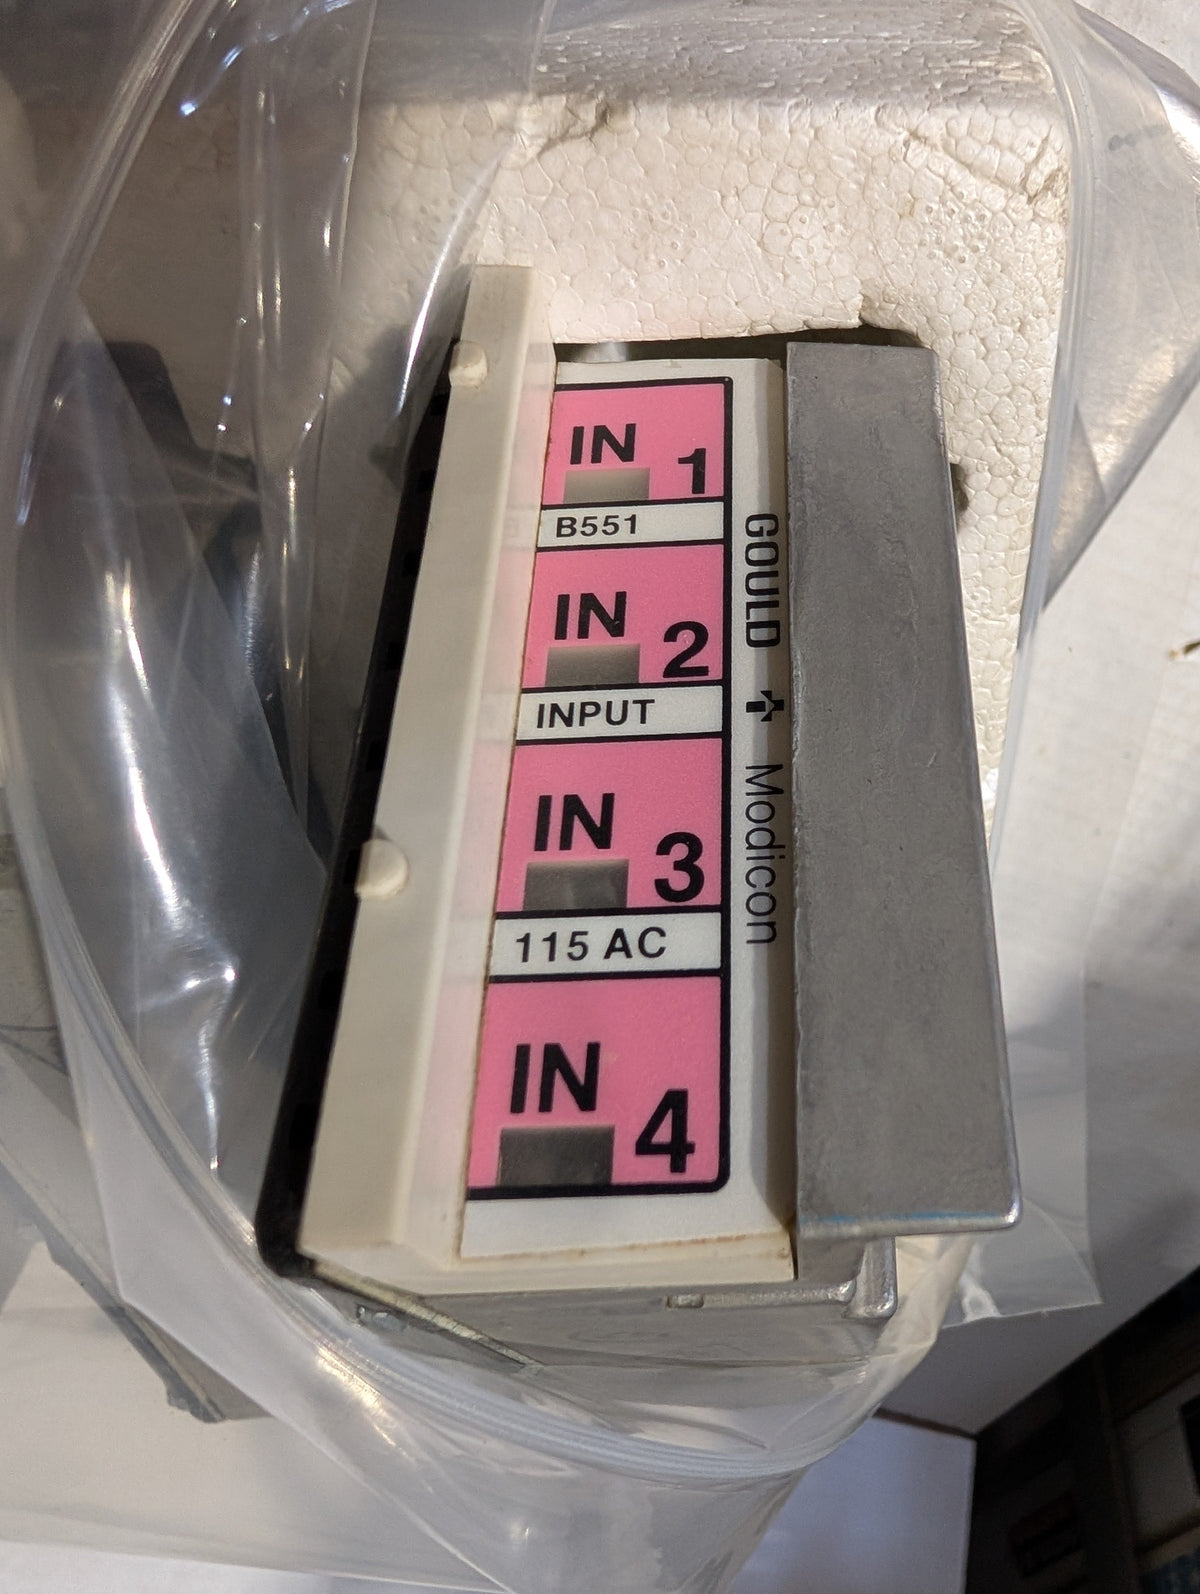 IN 1
B551
IN 2
INPUT
IN 3
115 AC
IN 4
GOULD Modicon